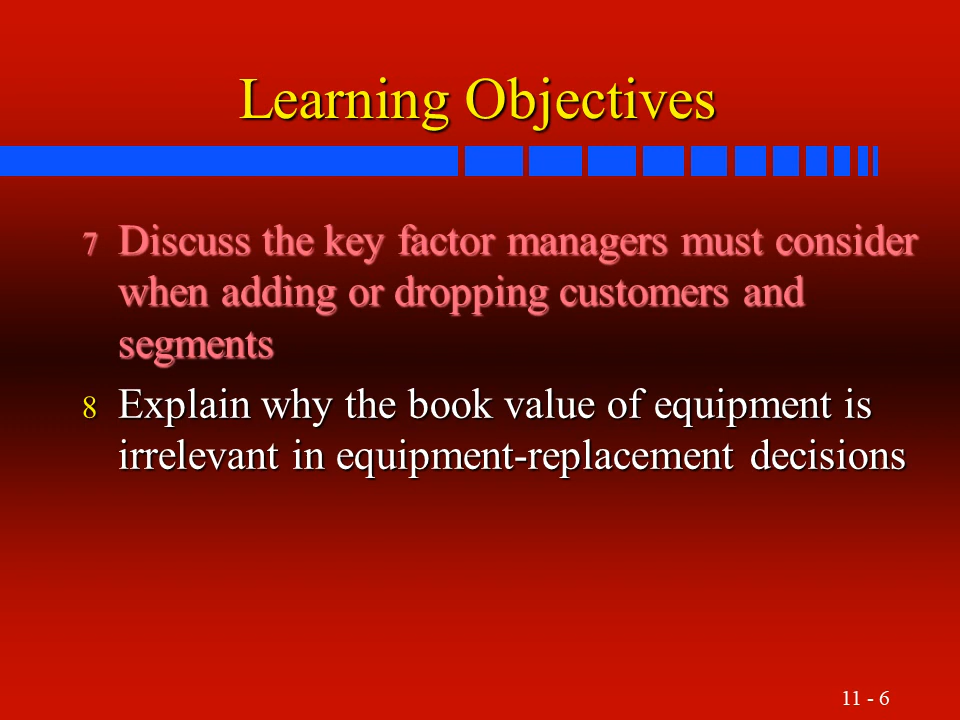 Learning Objectives
7 Discuss the key factor managers must consider
when adding or dropping customers and
segments
8 Explain why the book value of equipment is
irrelevant in equipment-replacement decisions
11 - 6